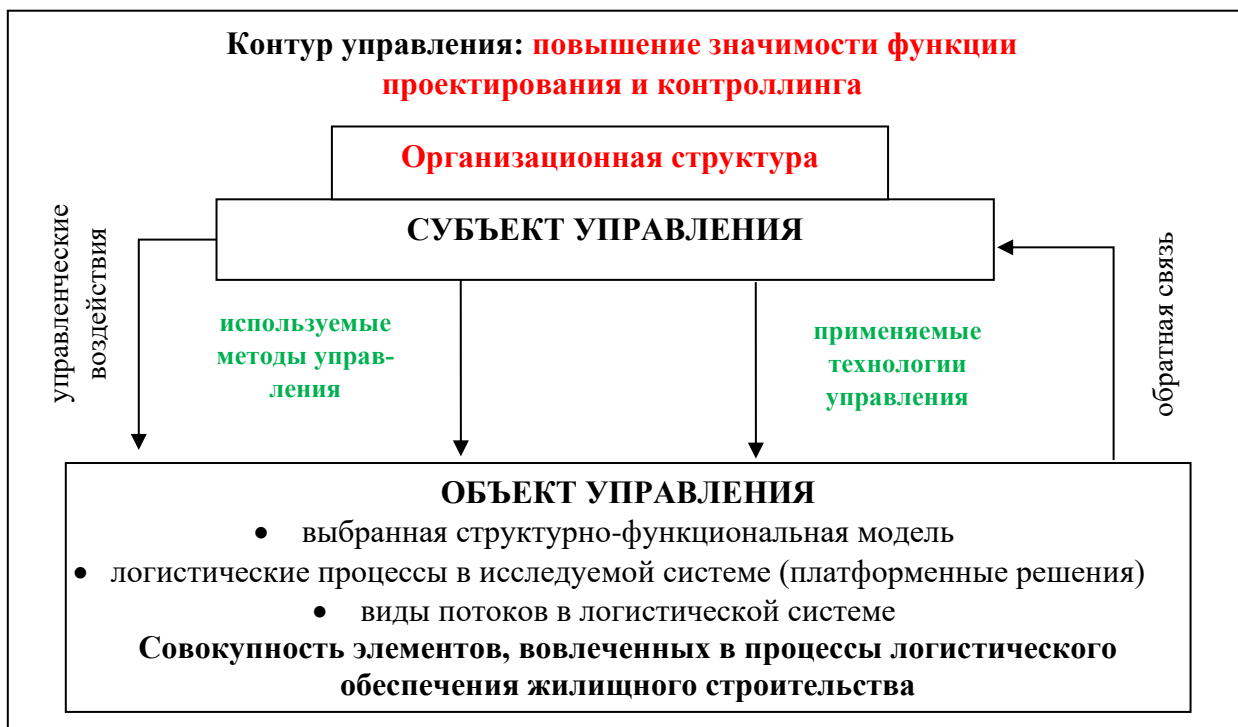 Контур управления: повышение значимости функции
проектирования и контроллинга
Организационная структура
СУБЪЕКТ УПРАВЛЕНИЯ
управленческие
воздействия
используемые
методы управ-
ления
применяемые
технологии
управления
обратная связь
ОБЪЕКТ УПРАВЛЕНИЯ
• выбранная структурно-функциональная модель
• логистические процессы в исследуемой системе (платформенные решения)
• виды потоков в логистической системе
Совокупность элементов, вовлеченных в процессы логистического
обеспечения жилищного строительства